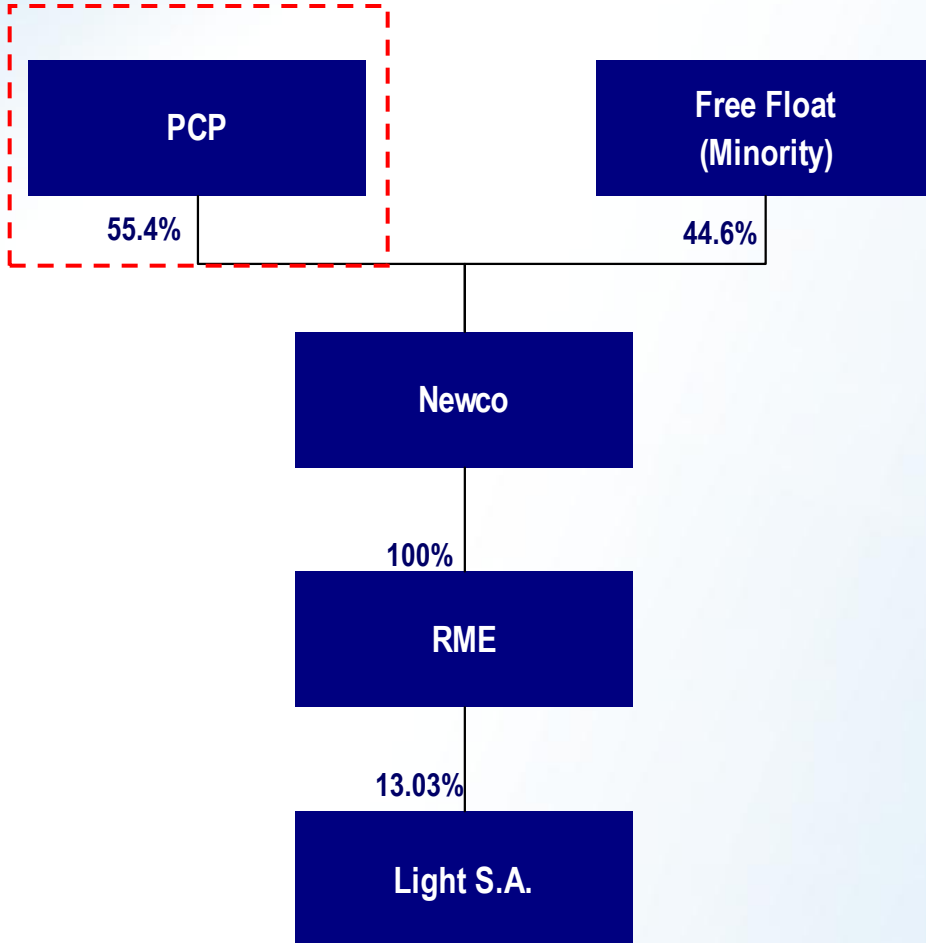 PCP
Free Float
(Minority)
55.4%
44.6%
Newco
100%
RME
13.03%
Light S.A.